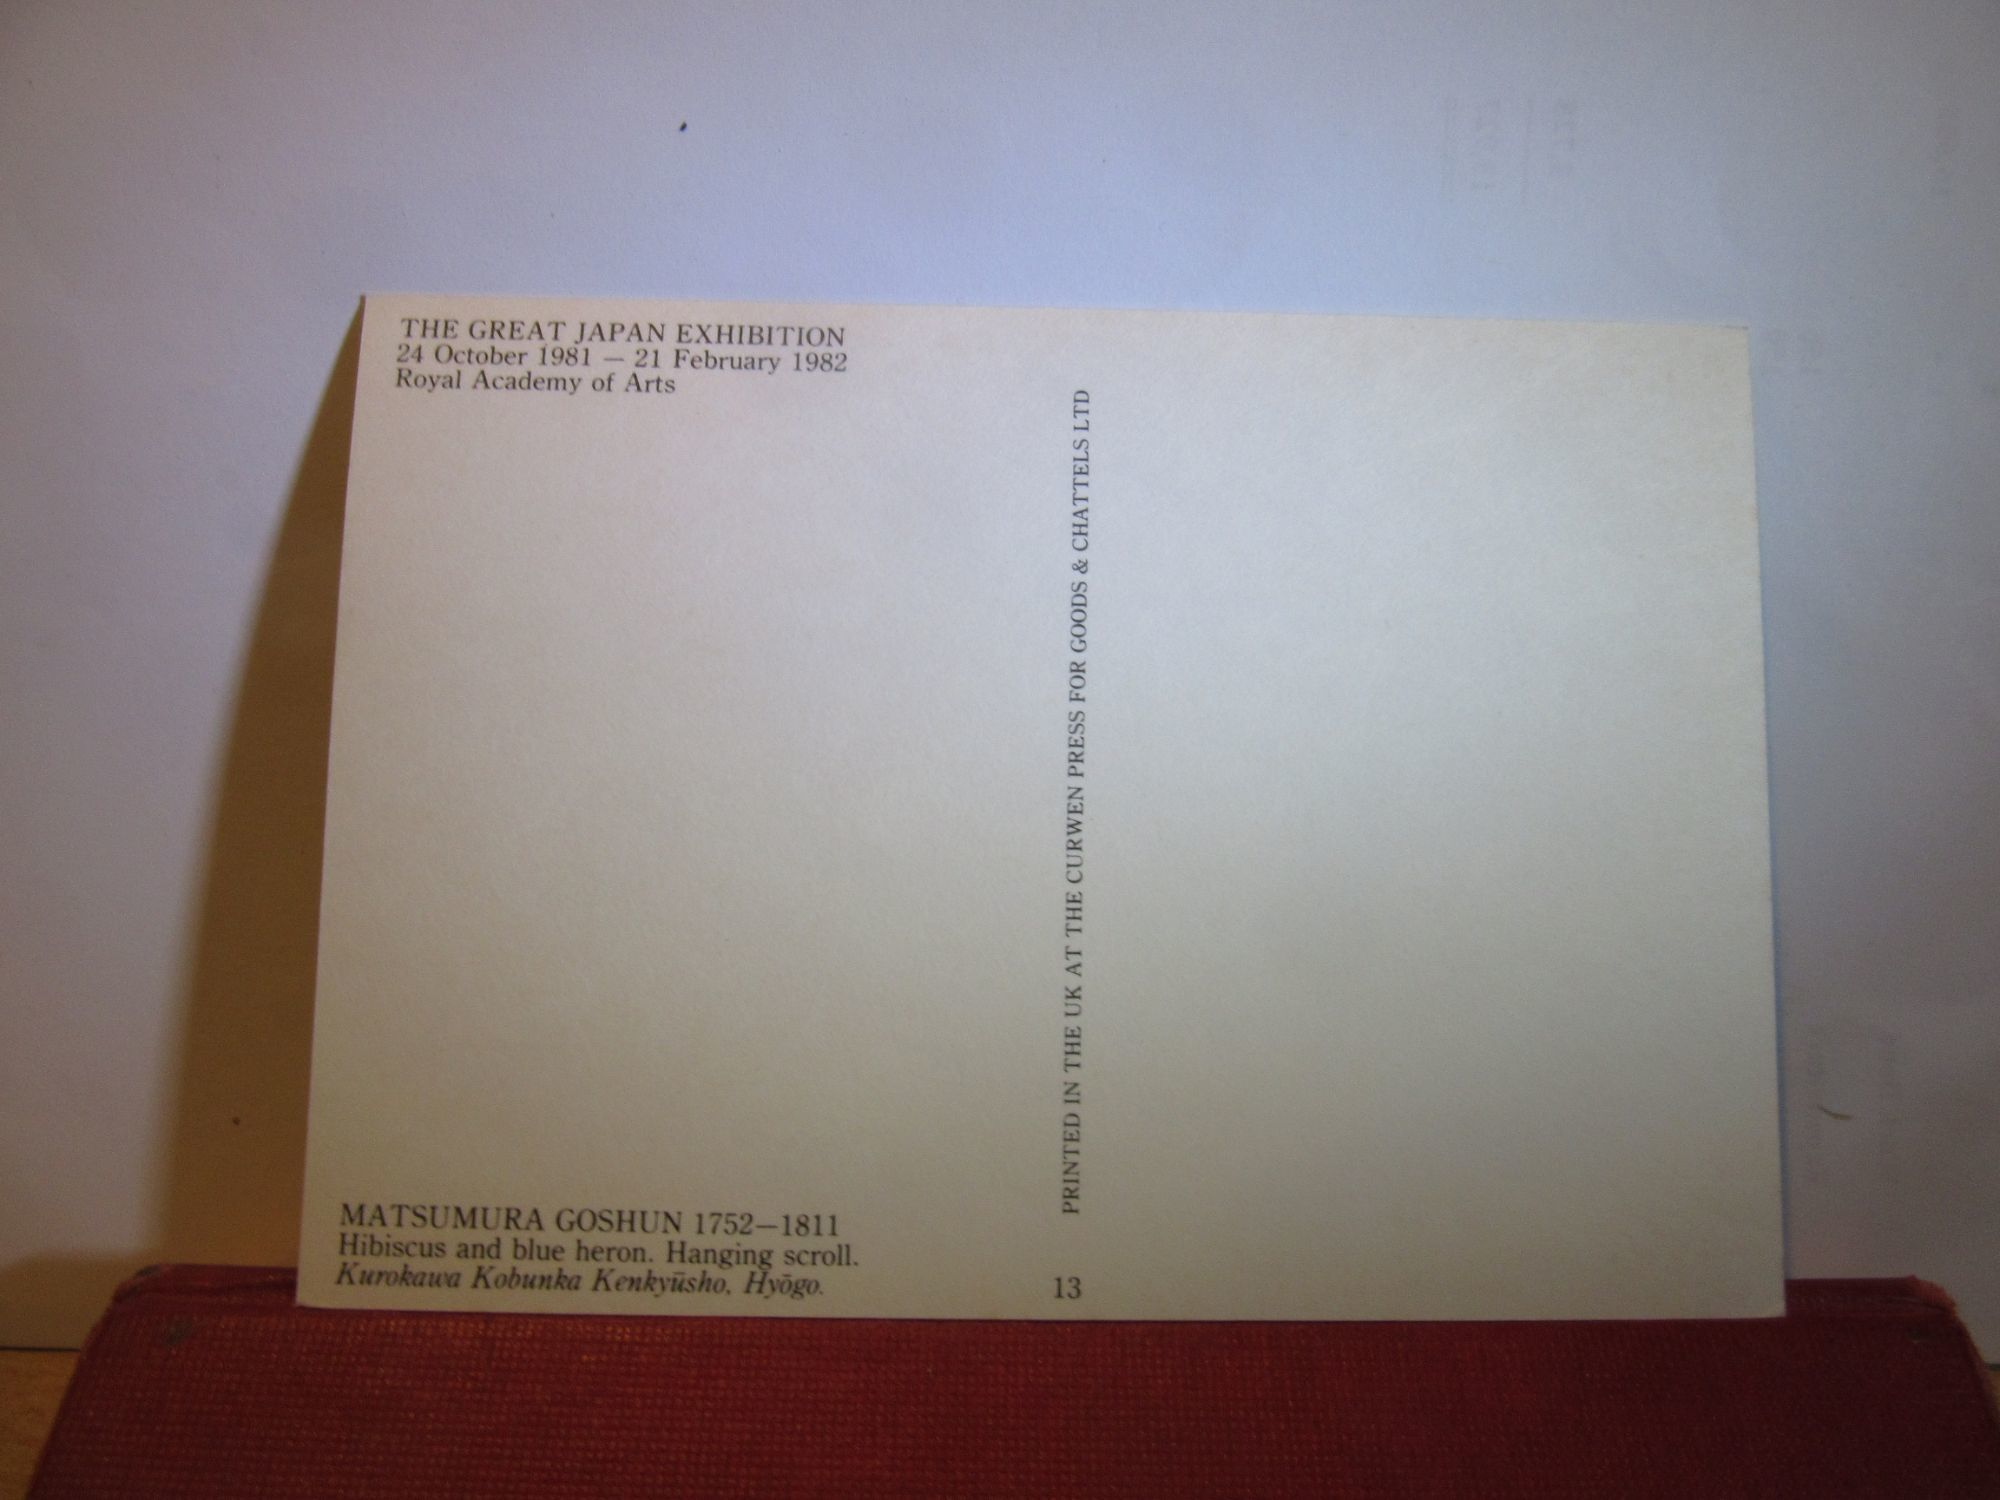 THE GREAT JAPAN EXHIBITION
24 October 1981 — 21 February 1982
Royal Academy of Arts
PRINTED IN THE UK AT THE CURWEN PRESS FOR GOODS & CHATTELS LTD
MATSUMURA GOSHUN 1752—1811
Hibiscus and blue heron. Hanging scroll.
Kurokawa Kobunka Kenkyūsho, Hyōgo.
13